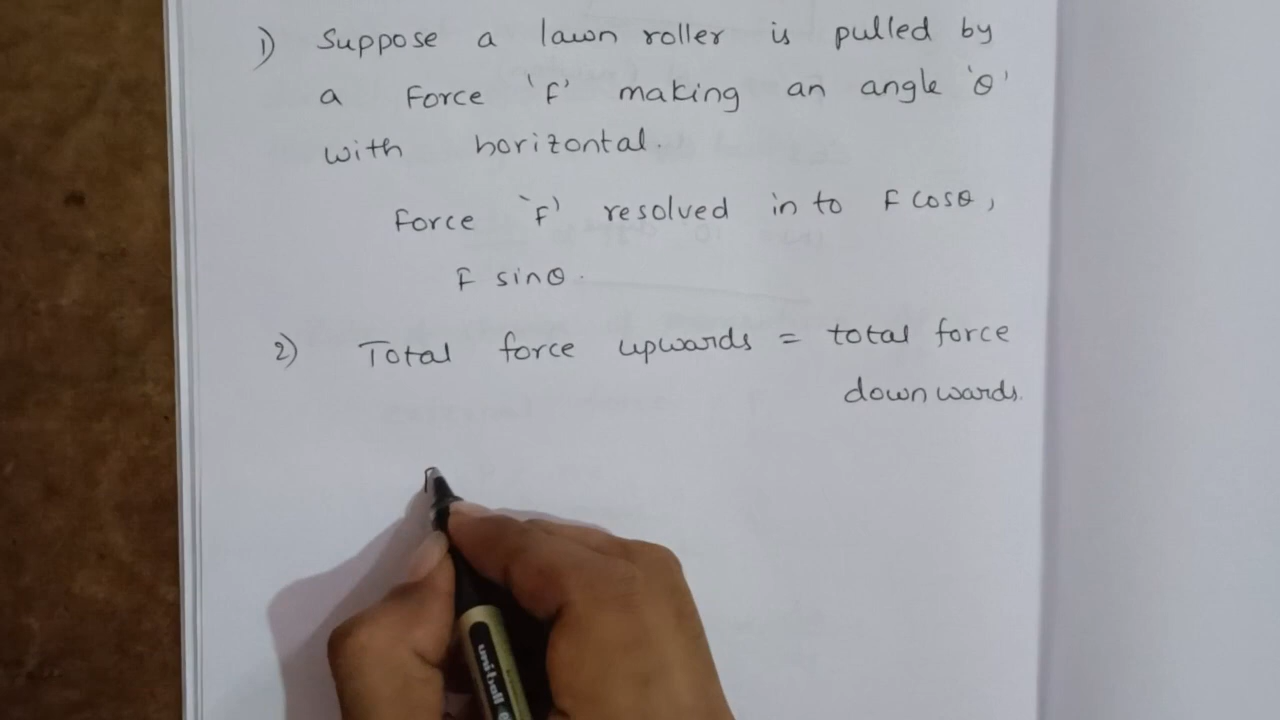 1) Suppose a lawn roller is pulled by
a Force 'F' making an angle 'θ'
with horizontal.
Force 'F' resolved in to F cosθ,
F sinθ.
2) Total force upwards = total force
downwards.
uniball